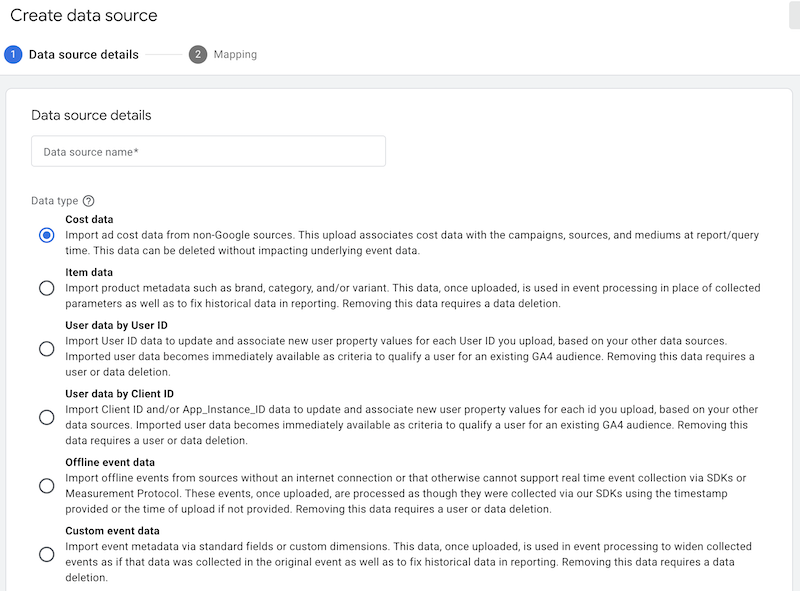 Create data source
1 Data source details 2 Mapping
Data source details
Data source name*
Data type ?
Cost data
Import ad cost data from non-Google sources. This upload associates cost data with the campaigns, sources, and mediums at report/query
time. This data can be deleted without impacting underlying event data.
Item data
Import product metadata such as brand, category, and/or variant. This data, once uploaded, is used in event processing in place of collected
parameters as well as to fix historical data in reporting. Removing this data requires a data deletion.
User data by User ID
Import User ID data to update and associate new user property values for each User ID you upload, based on your other data sources.
Imported user data becomes immediately available as criteria to qualify a user for an existing GA4 audience. Removing this data requires a
user or data deletion.
User data by Client ID
Import Client ID and/or App_Instance_ID data to update and associate new user property values for each id you upload, based on your other
data sources. Imported user data becomes immediately available as criteria to qualify a user for an existing GA4 audience. Removing this
data requires a user or data deletion.
Offline event data
Import offline events from sources without an internet connection or that otherwise cannot support real time event collection via SDKs or
Measurement Protocol. These events, once uploaded, are processed as though they were collected via our SDKs using the timestamp
provided or the time of upload if not provided. Removing this data requires a user or data deletion.
Custom event data
Import event metadata via standard fields or custom dimensions. This data, once uploaded, is used in event processing to widen collected
events as if that data was collected in the original event as well as to fix historical data in reporting. Removing this data requires a data
deletion.